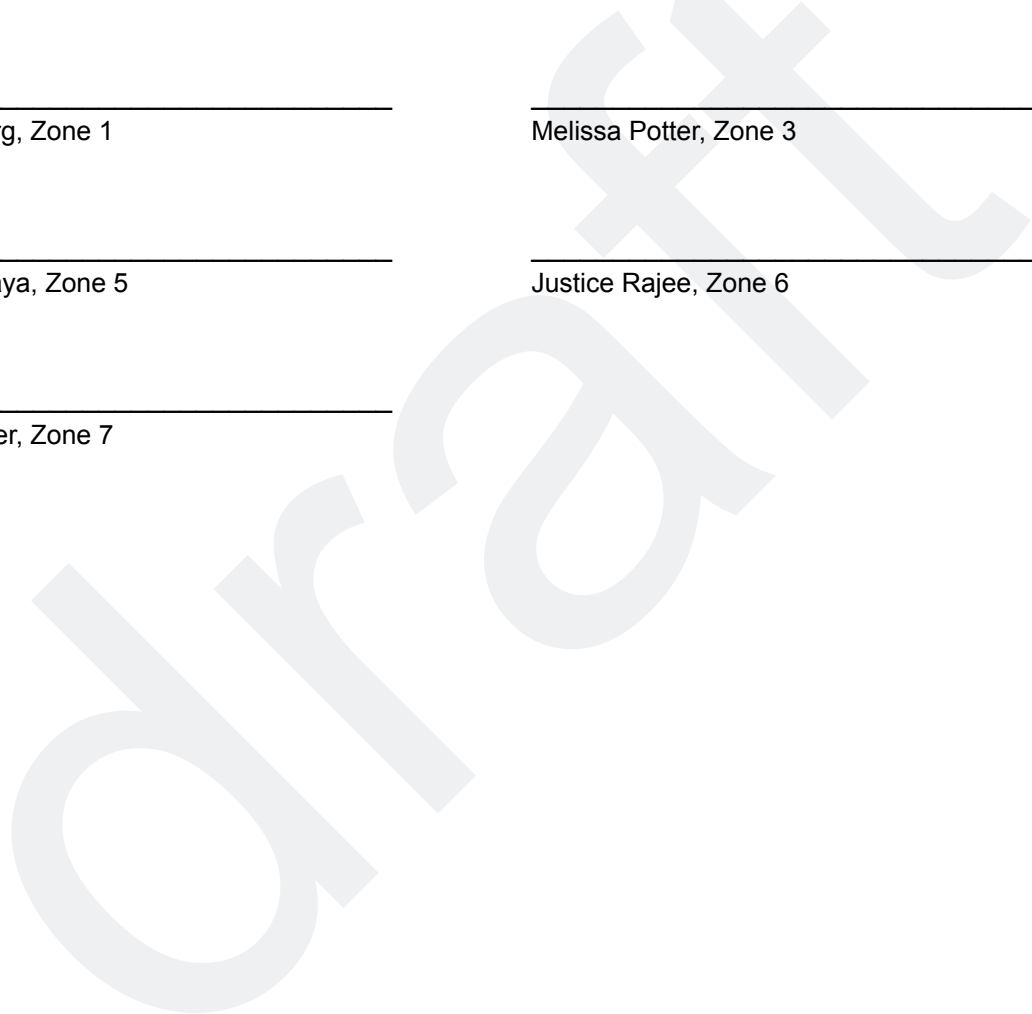 rg, Zone 1
Melissa Potter, Zone 3
aya, Zone 5
Justice Rajee, Zone 6
er, Zone 7
draft